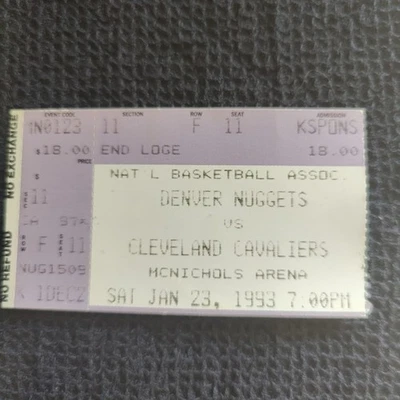 EVENT CODE SECTION ROW SEAT ADMISSION
IN0123 11 F 11 KSPONS
$18.00 END LOGE 18.00
PRICE
NAT L BASKETBALL ASSOC.
DENVER NUGGETS
VS
CLEVELAND CAVALIERS
MCNICHOLS ARENA
SAT JAN 23, 1993 7.00PM
NO REFUND NO EXCHANGE
$
11
F 11
NUG1509
1DEC2